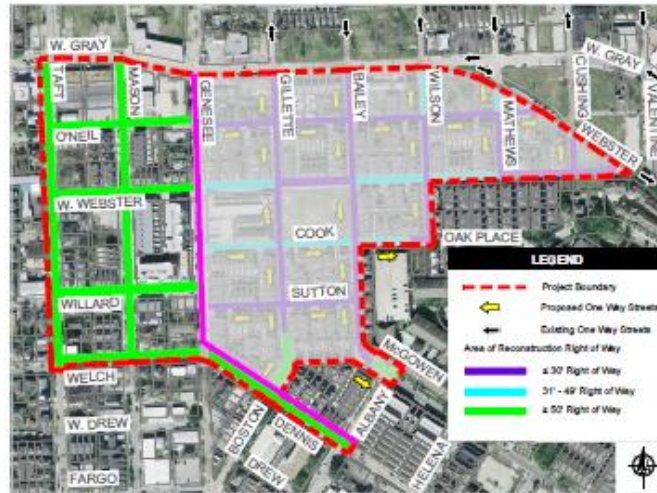 W. GRAY
TAFT
MASON
GENESEE
GILLETTE
BAILEY
WILSON
MATHEWS
CUSHING
W. GRAY
VALENTINE
WEBSTER
O'NEIL
W. WEBSTER
COOK
OAK PLACE
SUTTON
WILLARD
McGOWEN
WELCH
W. DREW
FARGO
BOSTON
DENNIS
DREW
ALBANY
HELENA
LEGEND
Project Boundary
Proposed One Way Streets
Existing One Way Streets
Area of Reconstruction Right of Way
≤ 30' Right of Way
31' - 49' Right of Way
≥ 50' Right of Way